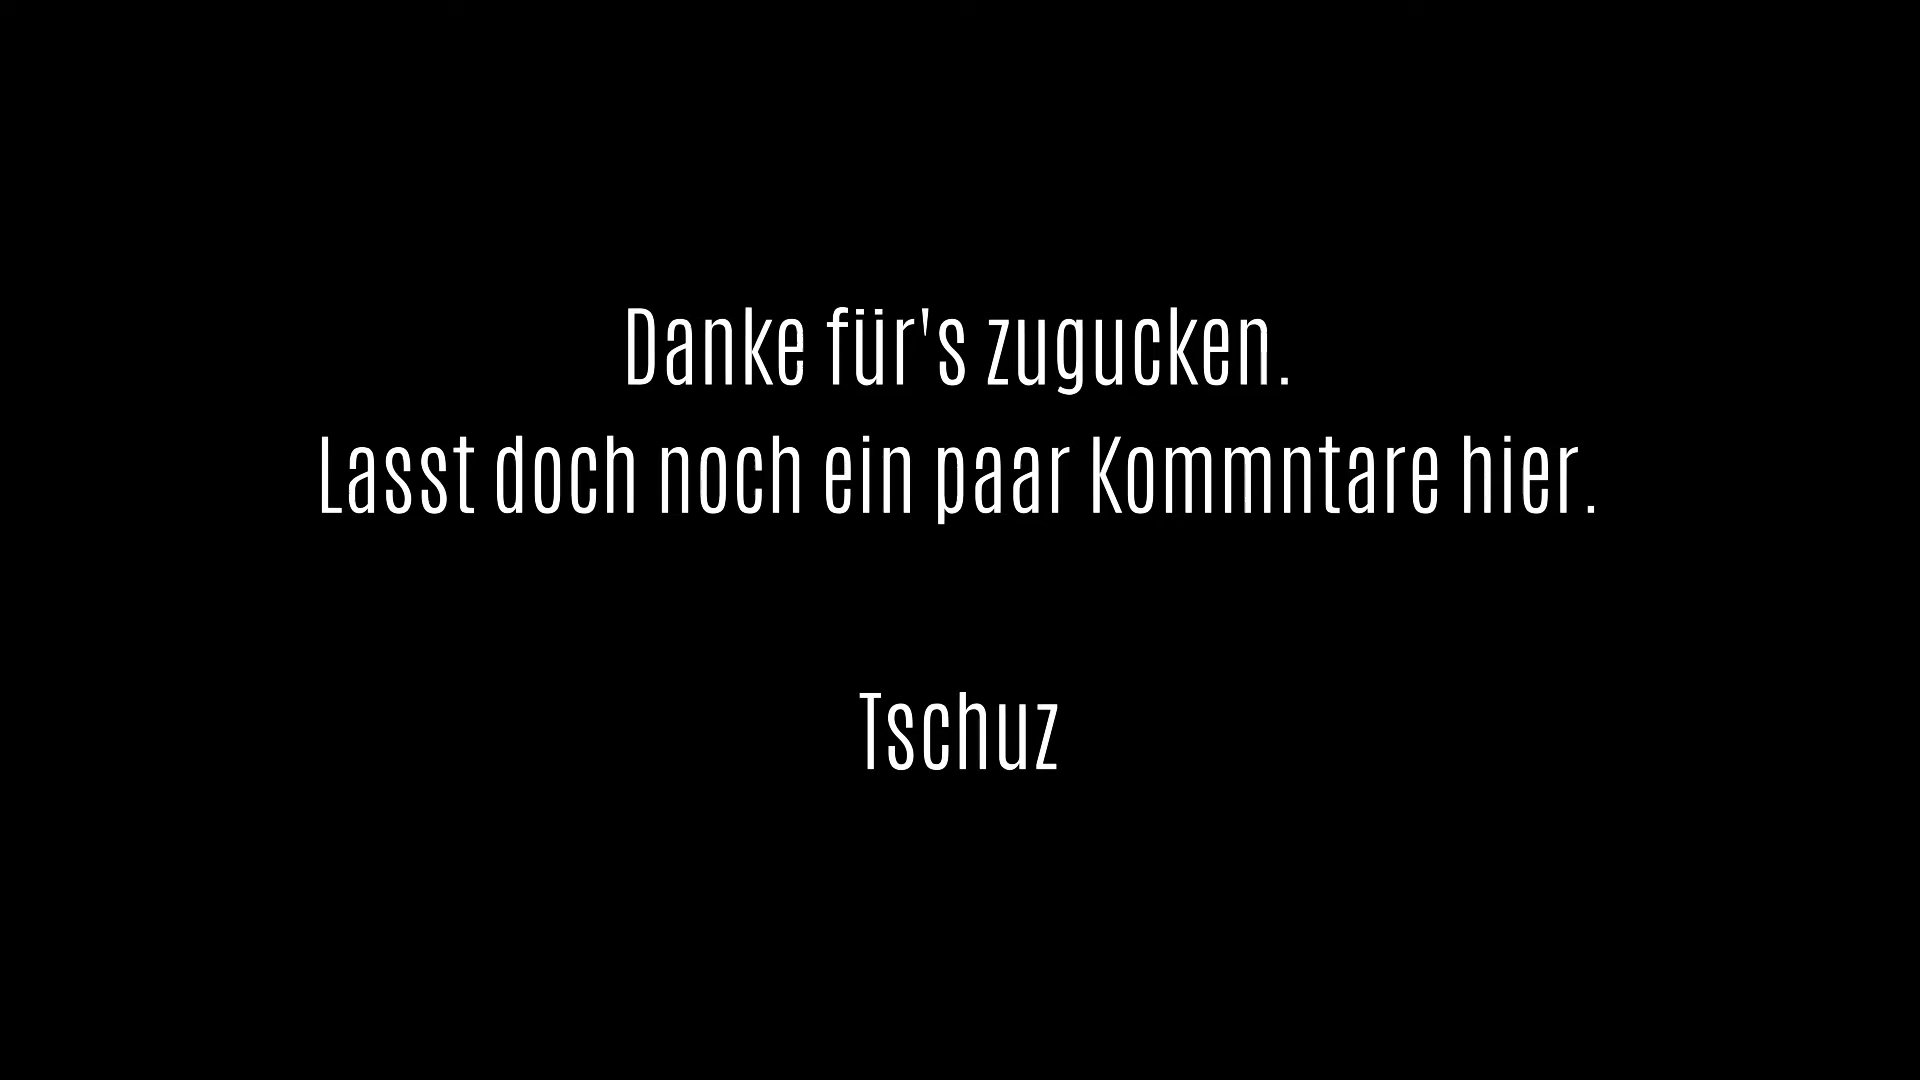 Danke für's zugucken.
Lasst doch noch ein paar Kommntare hier.
Tschuz